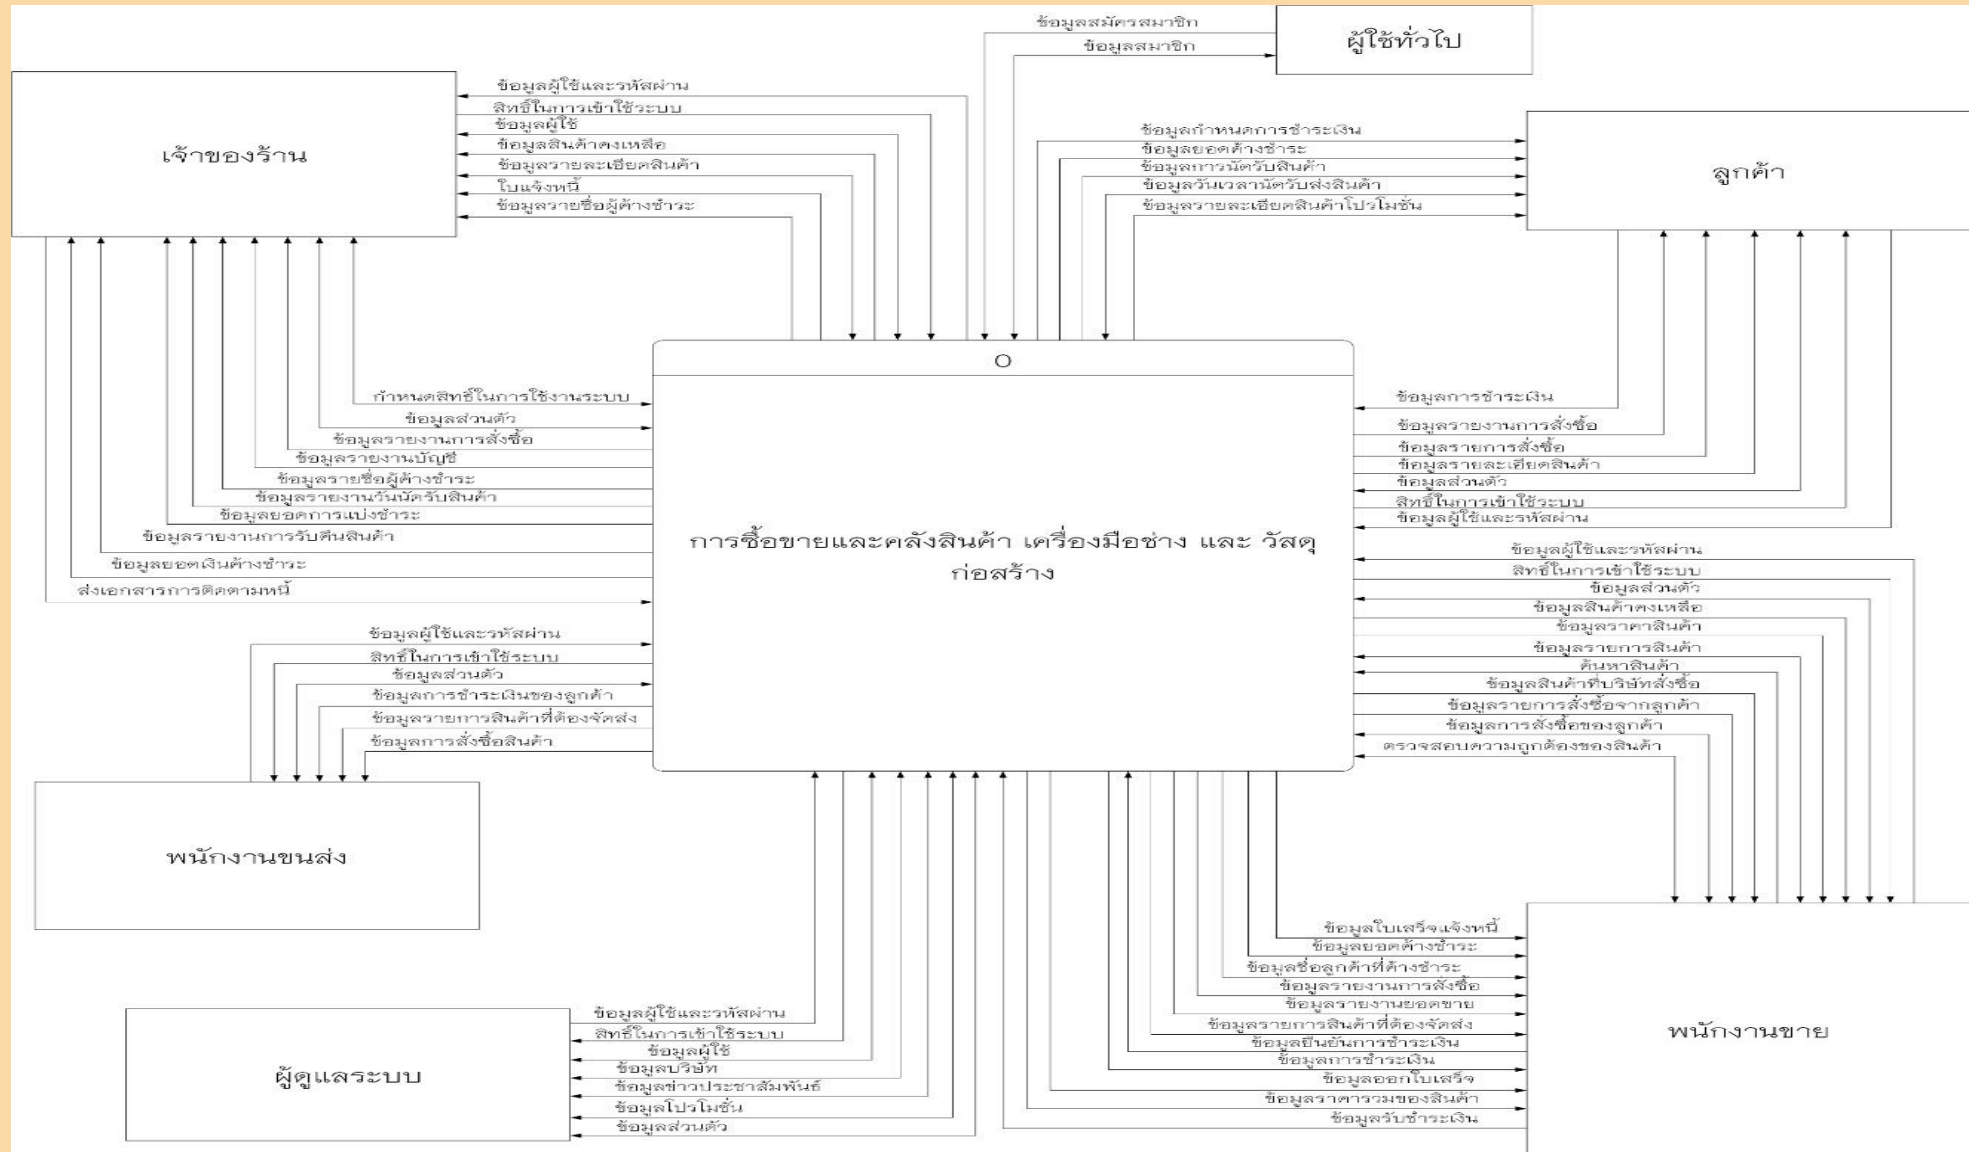 ข้อมูลสมัครสมาชิก
ข้อมูลสมาชิก
ผู้ใช้ทั่วไป
เจ้าของร้าน
ข้อมูลผู้ใช้และรหัสผ่าน
สิทธิ์ในการเข้าใช้ระบบ
ข้อมูลผู้ใช้
ข้อมูลสินค้าคงเหลือ
ข้อมูลรายละเอียดสินค้า
ใบแจ้งหนี้
ข้อมูลรายชื่อผู้ค้างชำระ
ข้อมูลกำหนดการชำระเงิน
ข้อมูลยอดค้างชำระ
ข้อมูลการนัดรับสินค้า
ข้อมูลวันเวลานัดรับส่งสินค้า
ข้อมูลรายละเอียดสินค้าโปรโมชั่น
ลูกค้า
0
การซื้อขายและคลังสินค้า เครื่องมือช่าง และ วัสดุ
ก่อสร้าง
กำหนดสิทธิ์ในการใช้งานระบบ
ข้อมูลส่วนตัว
ข้อมูลรายงานการสั่งซื้อ
ข้อมูลรายงานบัญชี
ข้อมูลรายชื่อผู้ค้างชำระ
ข้อมูลรายงานวันนัดรับสินค้า
ข้อมูลยอดการแบ่งชำระ
ข้อมูลรายงานการรับคืนสินค้า
ข้อมูลยอดเงินค้างชำระ
ส่งเอกสารการติดตามหนี้
ข้อมูลการชำระเงิน
ข้อมูลรายงานการสั่งซื้อ
ข้อมูลรายการสั่งซื้อ
ข้อมูลรายละเอียดสินค้า
ข้อมูลส่วนตัว
สิทธิ์ในการเข้าใช้ระบบ
ข้อมูลผู้ใช้และรหัสผ่าน
ข้อมูลผู้ใช้และรหัสผ่าน
สิทธิ์ในการเข้าใช้ระบบ
ข้อมูลส่วนตัว
ข้อมูลสินค้าคงเหลือ
ข้อมูลราคาสินค้า
ข้อมูลรายการสินค้า
ค้นหาสินค้า
ข้อมูลสินค้าที่บริษัทสั่งซื้อ
ข้อมูลรายการสั่งซื้อจากลูกค้า
ข้อมูลการสั่งซื้อของลูกค้า
ตรวจสอบความถูกต้องของสินค้า
ข้อมูลผู้ใช้และรหัสผ่าน
สิทธิ์ในการเข้าใช้ระบบ
ข้อมูลส่วนตัว
ข้อมูลการชำระเงินของลูกค้า
ข้อมูลรายการสินค้าที่ต้องจัดส่ง
ข้อมูลการสั่งซื้อสินค้า
พนักงานขนส่ง
ข้อมูลใบเสร็จแจ้งหนี้
ข้อมูลยอดค้างชำระ
ข้อมูลชื่อลูกค้าที่ค้างชำระ
ข้อมูลรายงานการสั่งซื้อ
ข้อมูลรายงานยอดขาย
ข้อมูลรายการสินค้าที่ต้องจัดส่ง
ข้อมูลยืนยันการชำระเงิน
ข้อมูลการชำระเงิน
ข้อมูลออกใบเสร็จ
ข้อมูลราคารวมของสินค้า
ข้อมูลรับชำระเงิน
พนักงานขาย
ผู้ดูแลระบบ
ข้อมูลผู้ใช้และรหัสผ่าน
สิทธิ์ในการเข้าใช้ระบบ
ข้อมูลผู้ใช้
ข้อมูลบริษัท
ข้อมูลข่าวประชาสัมพันธ์
ข้อมูลโปรโมชั่น
ข้อมูลส่วนตัว